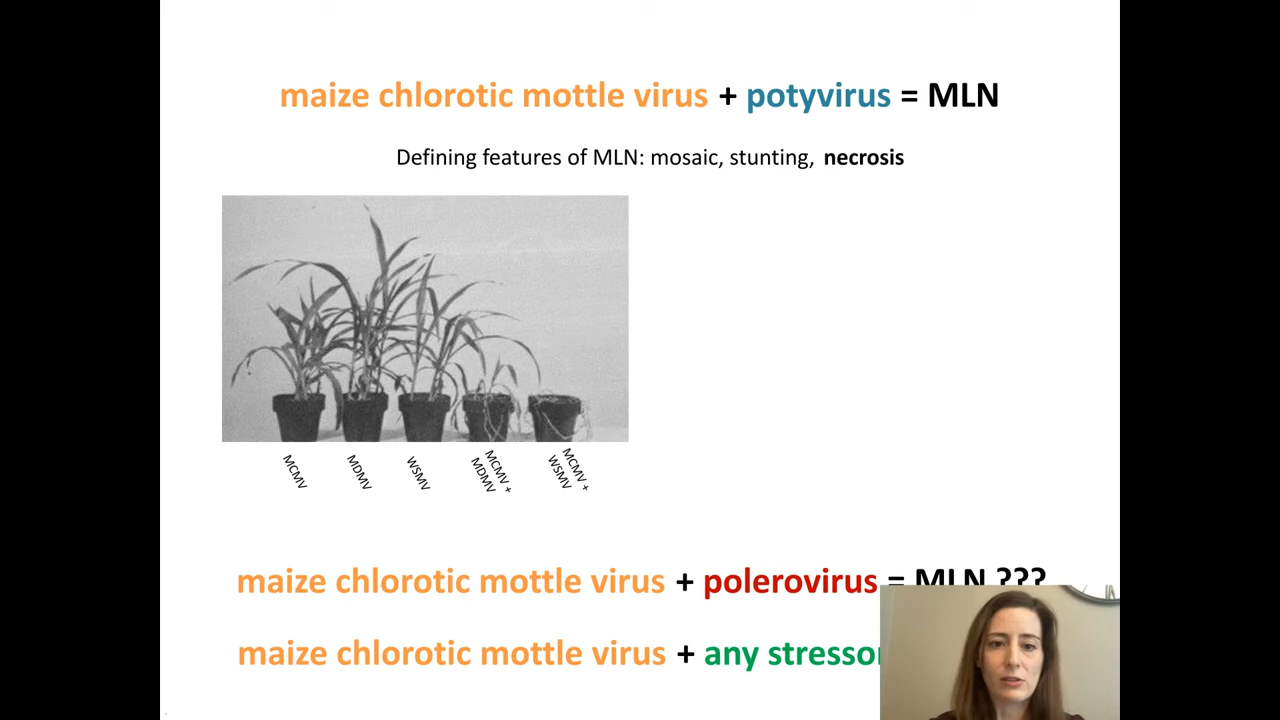 maize chlorotic mottle virus + potyvirus = MLN
Defining features of MLN: mosaic, stunting, necrosis
MCMV
MDMV
WSMV
MCMV +
MDMV
MCMV +
WSMV
maize chlorotic mottle virus + polerovirus = MLN ???
maize chlorotic mottle virus + any